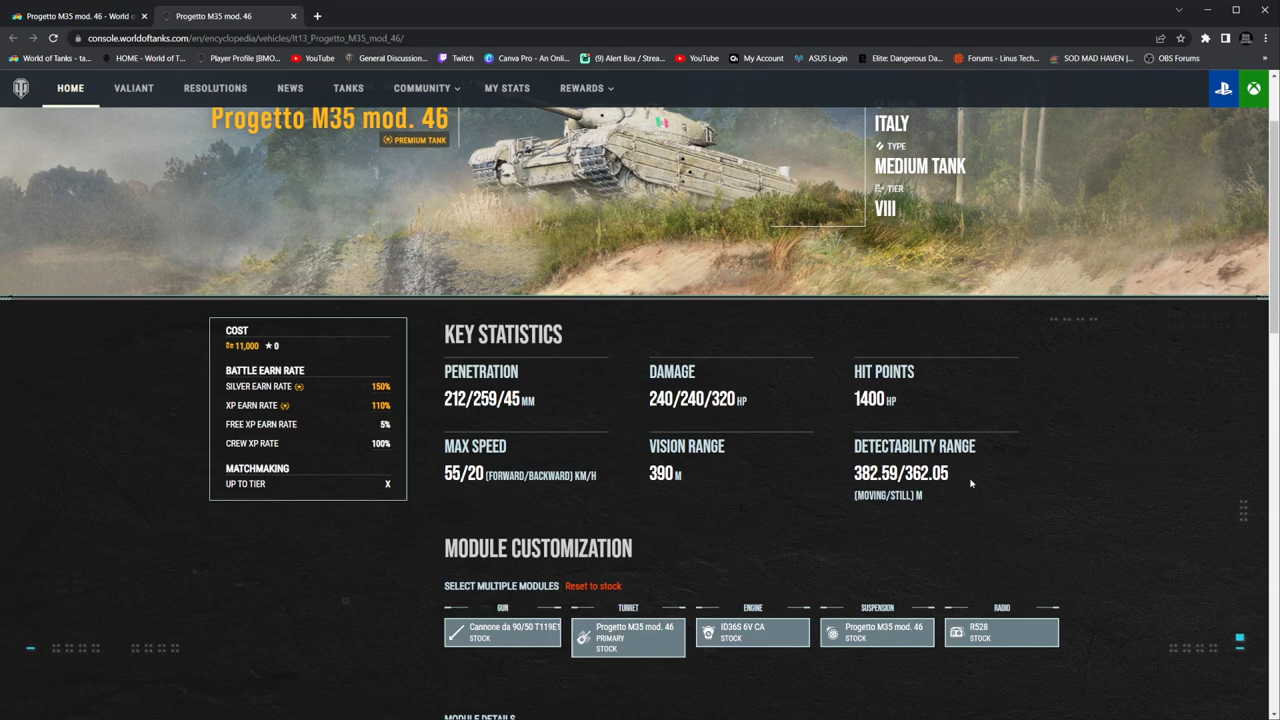 Progetto M35 mod. 46 - World o
Progetto M35 mod. 46
console.worldoftanks.com/en/encyclopedia/vehicles/It13_Progetto_M35_mod_46/
World of Tanks - ta...
HOME - World of T...
Player Profile [BMO...
YouTube
General Discussion...
Twitch
Canva Pro - An Onli...
(9) Alert Box / Strea...
YouTube
My Account
ASUS Login
Elite: Dangerous Da...
Forums - Linus Tech...
SOD MAD HAVEN |...
OBS Forums
HOME
VALIANT
RESOLUTIONS
NEWS
TANKS
COMMUNITY
MY STATS
REWARDS
Progetto M35 mod. 46
PREMIUM TANK
ITALY
TYPE
MEDIUM TANK
TIER
VIII
COST
11,000 0
BATTLE EARN RATE
SILVER EARN RATE 150%
XP EARN RATE 110%
FREE XP EARN RATE 5%
CREW XP RATE 100%
MATCHMAKING
UP TO TIER X
KEY STATISTICS
PENETRATION
212/259/45 MM
DAMAGE
240/240/320 HP
HIT POINTS
1400 HP
MAX SPEED
55/20 (FORWARD/BACKWARD) KM/H
VISION RANGE
390 M
DETECTABILITY RANGE
382.59/362.05
(MOVING/STILL) M
MODULE CUSTOMIZATION
SELECT MULTIPLE MODULES Reset to stock
GUN
Cannone da 90/50 T119E1
STOCK
TURRET
Progetto M35 mod. 46
PRIMARY
STOCK
ENGINE
ID36S 6V CA
STOCK
SUSPENSION
Progetto M35 mod. 46
STOCK
RADIO
R528
STOCK
MODULE DETAILS